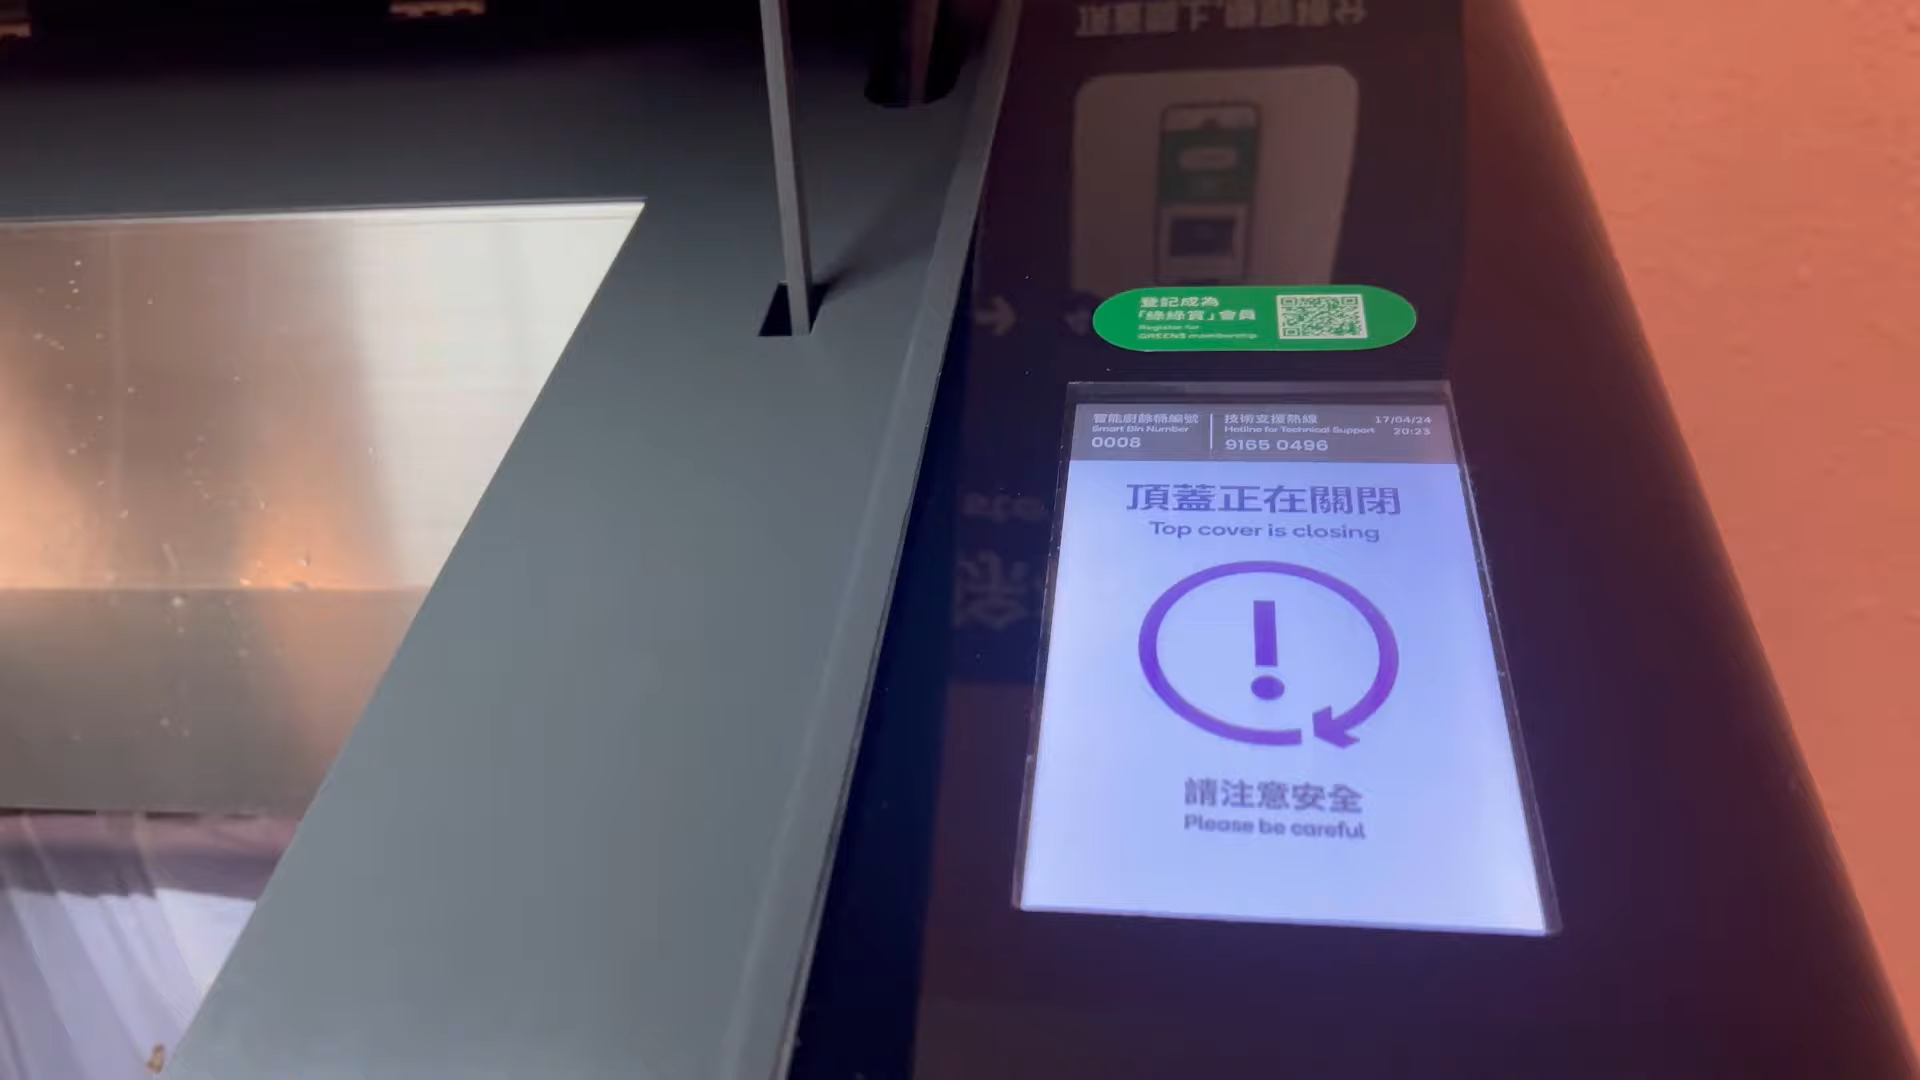 登記成為
「綠綠賞」會員
Register for
GREEN$ membership
智能廚餘桶編號
Smart Bin Number
0008
技術支援熱線
Hotline for Technical Support
9165 0496
17/04/24
20:23
頂蓋正在關閉
Top cover is closing
請注意安全
Please be careful